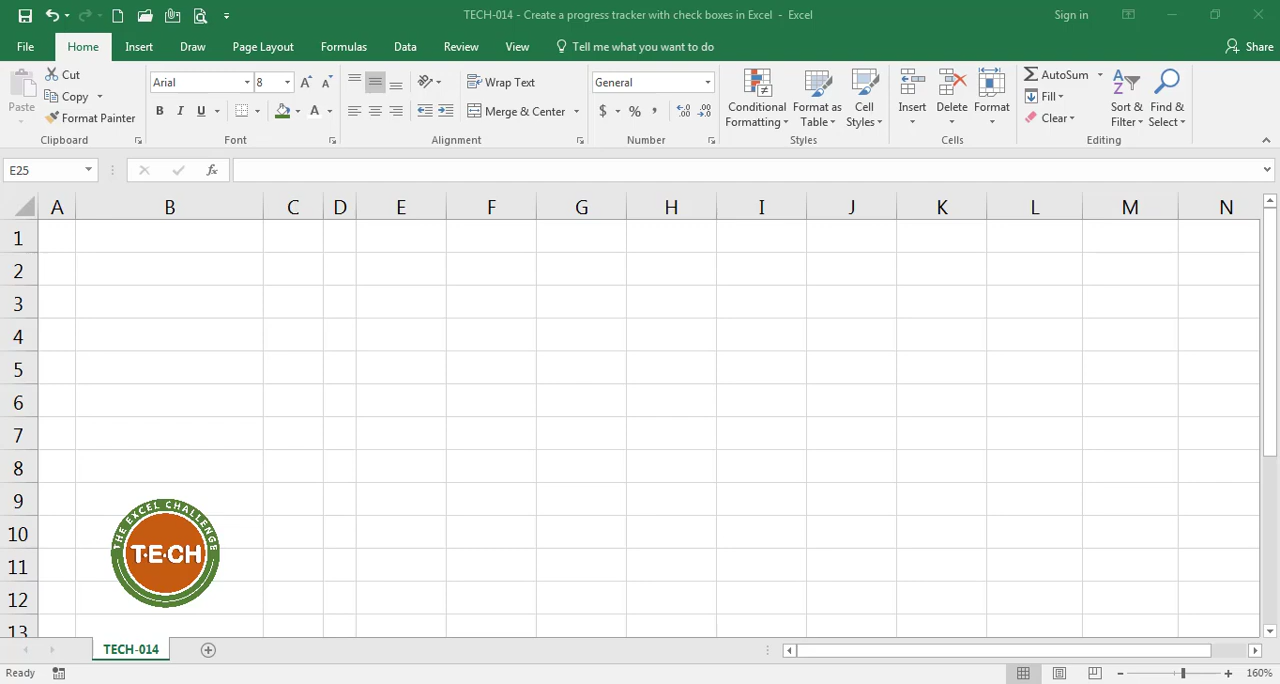 TECH-014 - Create a progress tracker with check boxes in Excel - Excel
Sign in
File Home Insert Draw Page Layout Formulas Data Review View Tell me what you want to do Share
Paste
Cut
Copy
Format Painter
Clipboard
Arial 8
B I U
Font
Wrap Text
Merge & Center
Alignment
General
$ % ,
Number
Conditional Formatting
Format as Table
Cell Styles
Styles
Insert
Delete
Format
Cells
AutoSum
Fill
Clear
Sort & Filter
Find & Select
Editing
E25
fx
A B C D E F G H I J K L M N
1
2
3
4
5
6
7
8
9
10
11
12
13
THE EXCEL CHALLENGE
T·E·CH
TECH-014
Ready
160%